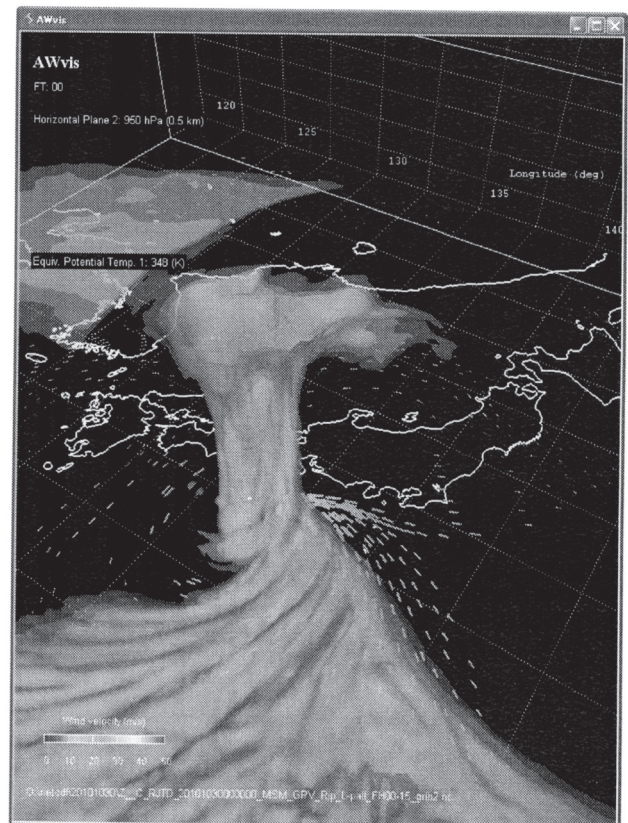 AWvis
AWvis
FT: 00
Horizontal Plane 2: 950 hPa (0.5 km)
120
125
130
Longitude (deg)
135
140
Equiv. Potential Temp. 1: 348 (K)
Wind velocity (m/s)
0 10 20 30 40 50